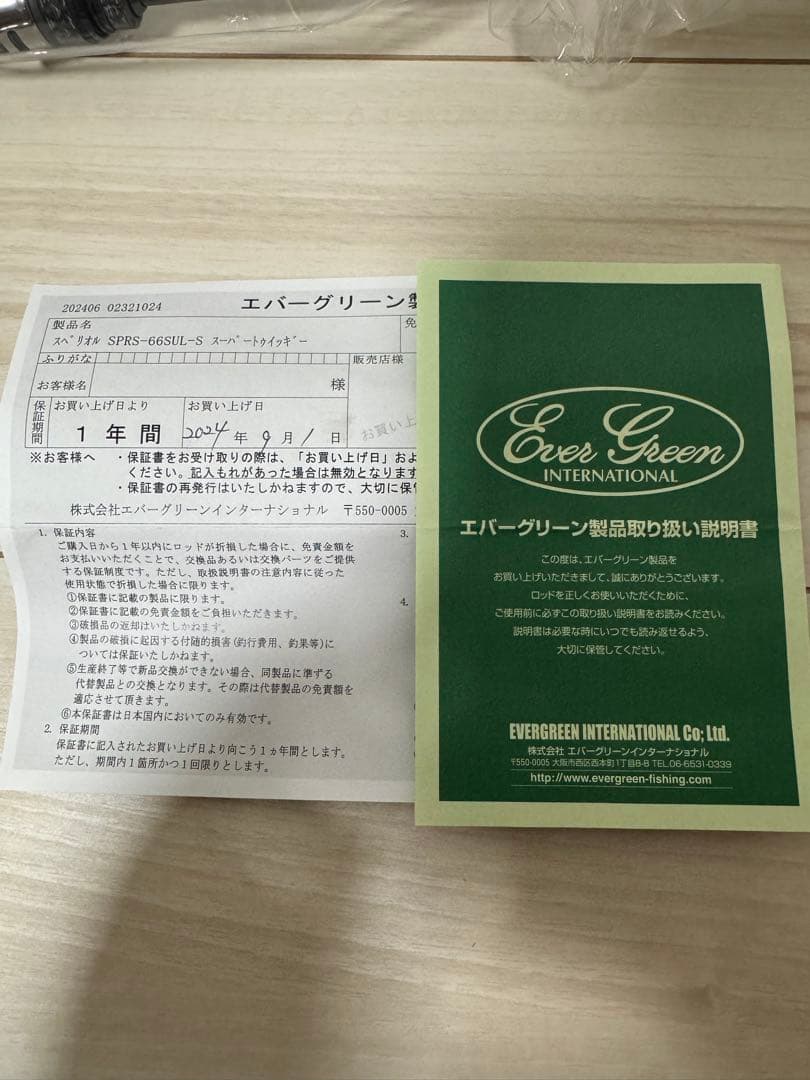 202406 02321024
エバーグリーン製
製品名
免
スペリオル SPRS-66SUL-S スーパートゥイッギー
ふりがな
販売店様
お客様名
様
保証期間
お買い上げ日より
お買い上げ日
1年間
2024年9月1日
お買い上
※お客様へ
・保証書をお受け取りの際は、「お買い上げ日」およ
ください。記入もれがあった場合は無効となります
・保証書の再発行はいたしかねますので、大切に保管
株式会社エバーグリーンインターナショナル 〒550-0005
1. 保証内容
ご購入日から1年以内にロッドが折損した場合に、免責金額を
お支払いいただくことで、交換品あるいは交換パーツをご提供
する保証制度です。ただし、取扱説明書の注意内容に従った
使用状態で折損した場合に限ります。
①保証書に記載の製品に限ります。
②保証書に記載の免責金額をご負担いただきます。
③破損品の返却はいたしかねます。
④製品の破損に起因する付随的損害(釣行費用、釣果等)に
ついては保証いたしかねます。
⑤生産終了等で新品交換ができない場合、同製品に準ずる
代替製品との交換となります。その際は代替製品の免責額を
適応させて頂きます。
⑥本保証書は日本国内においてのみ有効です。
2. 保証期間
保証書に記入されたお買い上げ日より向こう1ヵ年間とします。
ただし、期間内1箇所かつ1回限りとします。
3.
4.
Ever Green
INTERNATIONAL
エバーグリーン製品取り扱い説明書
この度は、エバーグリーン製品を
お買い上げいただきまして、誠にありがとうございます。
ロッドを正しくお使いいただくために、
ご使用前に必ずこの取り扱い説明書をお読みください。
説明書は必要な時にいつでも読み返せるよう、
大切に保管してください。
EVERGREEN INTERNATIONAL Co; Ltd.
株式会社 エバーグリーンインターナショナル
〒550-0005 大阪市西区西本町1丁目8-8 TEL.06-6531-0339
http://www.evergreen-fishing.com